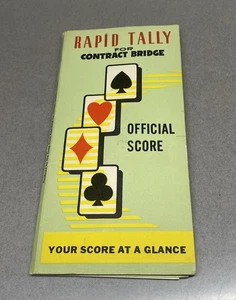 RAPID TALLY
FOR
CONTRACT BRIDGE
OFFICIAL
SCORE
YOUR SCORE AT A GLANCE